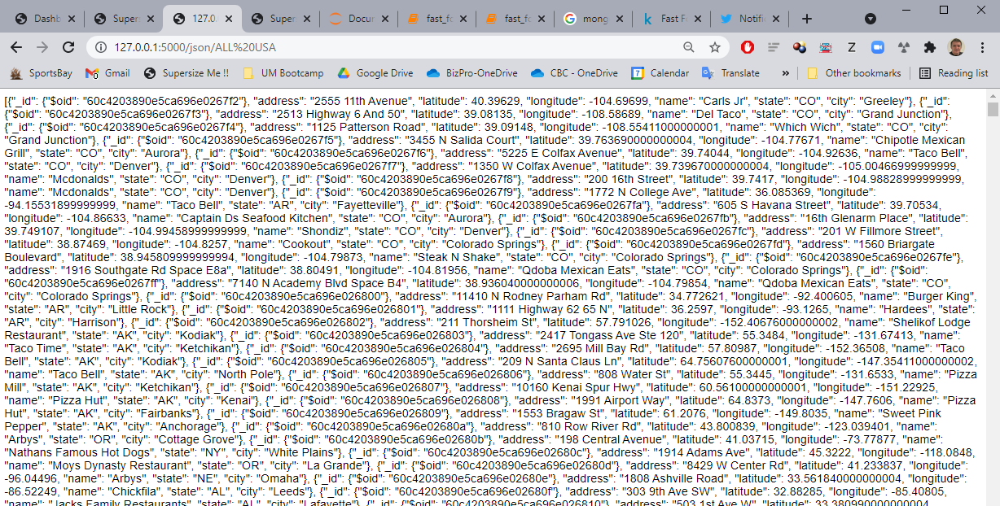 Dashb
Supers
127.0.
Supers
Docum
fast_fo
fast_fo
mong
Fast F
Notifi
127.0.0.1:5000/json/ALL%20USA
SportsBay
Gmail
Supersize Me !!
UM Bootcamp
Google Drive
BizPro-OneDrive
CBC - OneDrive
Calendar
Translate
»
Other bookmarks
Reading list
[{"_id": {"$oid": "60c4203890e5ca696e0267f2"}, "address": "2555 11th Avenue", "latitude": 40.39629, "longitude": -104.69699, "name": "Carls Jr", "state": "CO", "city": "Greeley"}, {"_id":
{"$oid": "60c4203890e5ca696e0267f3"}, "address": "2513 Highway 6 And 50", "latitude": 39.08135, "longitude": -108.58689, "name": "Del Taco", "state": "CO", "city": "Grand Junction"},
{"_id": {"$oid": "60c4203890e5ca696e0267f4"}, "address": "1125 Patterson Road", "latitude": 39.09148, "longitude": -108.55411000000001, "name": "Which Wich", "state": "CO", "city":
"Grand Junction"}, {"_id": {"$oid": "60c4203890e5ca696e0267f5"}, "address": "3455 N Salida Court", "latitude": 39.763690000000004, "longitude": -104.77671, "name": "Chipotle Mexican
Grill", "state": "CO", "city": "Aurora"}, {"_id": {"$oid": "60c4203890e5ca696e0267f6"}, "address": "5225 E Colfax Avenue", "latitude": 39.74044, "longitude": -104.92636, "name": "Taco Bell",
"state": "CO", "city": "Denver"}, {"_id": {"$oid": "60c4203890e5ca696e0267f7"}, "address": "1350 W Colfax Avenue", "latitude": 39.739670000000004, "longitude": -105.00466999999999,
"name": "Mcdonalds", "state": "CO", "city": "Denver"}, {"_id": {"$oid": "60c4203890e5ca696e0267f8"}, "address": "200 16th Street", "latitude": 39.7417, "longitude": -104.98828999999999,
"name": "Mcdonalds", "state": "CO", "city": "Denver"}, {"_id": {"$oid": "60c4203890e5ca696e0267f9"}, "address": "1772 N College Ave", "latitude": 36.085369, "longitude":
-94.15531899999999, "name": "Taco Bell", "state": "AR", "city": "Fayetteville"}, {"_id": {"$oid": "60c4203890e5ca696e0267fa"}, "address": "605 S Havana Street", "latitude": 39.70534,
"longitude": -104.86633, "name": "Captain Ds Seafood Kitchen", "state": "CO", "city": "Aurora"}, {"_id": {"$oid": "60c4203890e5ca696e0267fb"}, "address": "16th Glenarm Place", "latitude":
39.749107, "longitude": -104.99458999999999, "name": "Shondiz", "state": "CO", "city": "Denver"}, {"_id": {"$oid": "60c4203890e5ca696e0267fc"}, "address": "201 W Fillmore Street",
"latitude": 38.87469, "longitude": -104.8257, "name": "Cookout", "state": "CO", "city": "Colorado Springs"}, {"_id": {"$oid": "60c4203890e5ca696e0267fd"}, "address": "1560 Briargate
Boulevard", "latitude": 38.945809999999994, "longitude": -104.79873, "name": "Steak N Shake", "state": "CO", "city": "Colorado Springs"}, {"_id": {"$oid": "60c4203890e5ca696e0267fe"},
"address": "1916 Southgate Rd Space E8a", "latitude": 38.80491, "longitude": -104.81956, "name": "Qdoba Mexican Eats", "state": "CO", "city": "Colorado Springs"}, {"_id": {"$oid":
"60c4203890e5ca696e0267ff"}, "address": "7140 N Academy Blvd Space B4", "latitude": 38.936040000000006, "longitude": -104.79854, "name": "Qdoba Mexican Eats", "state": "CO",
"city": "Colorado Springs"}, {"_id": {"$oid": "60c4203890e5ca696e026800"}, "address": "11410 N Rodney Parham Rd", "latitude": 34.772621, "longitude": -92.400605, "name": "Burger King",
"state": "AR", "city": "Little Rock"}, {"_id": {"$oid": "60c4203890e5ca696e026801"}, "address": "1111 Highway 62 65 N", "latitude": 36.2597, "longitude": -93.1265, "name": "Hardees", "state":
"AR", "city": "Harrison"}, {"_id": {"$oid": "60c4203890e5ca696e026802"}, "address": "211 Thorsheim St", "latitude": 57.791026, "longitude": -152.40676000000002, "name": "Shelikof Lodge
Restaurant", "state": "AK", "city": "Kodiak"}, {"_id": {"$oid": "60c4203890e5ca696e026803"}, "address": "2417 Tongass Ave Ste 120", "latitude": 55.3484, "longitude": -131.67413, "name":
"Taco Time", "state": "AK", "city": "Ketchikan"}, {"_id": {"$oid": "60c4203890e5ca696e026804"}, "address": "2695 Mill Bay Rd", "latitude": 57.80987, "longitude": -152.36508, "name": "Taco
Bell", "state": "AK", "city": "Kodiak"}, {"_id": {"$oid": "60c4203890e5ca696e026805"}, "address": "209 N Santa Claus Ln", "latitude": 64.75607600000001, "longitude": -147.35411000000002,
"name": "Taco Bell", "state": "AK", "city": "North Pole"}, {"_id": {"$oid": "60c4203890e5ca696e026806"}, "address": "808 Water St", "latitude": 55.3445, "longitude": -131.6533, "name": "Pizza
Mill", "state": "AK", "city": "Ketchikan"}, {"_id": {"$oid": "60c4203890e5ca696e026807"}, "address": "10160 Kenai Spur Hwy", "latitude": 60.56100000000001, "longitude": -151.22925,
"name": "Pizza Hut", "state": "AK", "city": "Kenai"}, {"_id": {"$oid": "60c4203890e5ca696e026808"}, "address": "1991 Airport Way", "latitude": 64.8373, "longitude": -147.7606, "name": "Pizza
Hut", "state": "AK", "city": "Fairbanks"}, {"_id": {"$oid": "60c4203890e5ca696e026809"}, "address": "1553 Bragaw St", "latitude": 61.2076, "longitude": -149.8035, "name": "Sweet Pink
Pepper", "state": "AK", "city": "Anchorage"}, {"_id": {"$oid": "60c4203890e5ca696e02680a"}, "address": "810 Row River Rd", "latitude": 43.800839, "longitude": -123.039401, "name":
"Arbys", "state": "OR", "city": "Cottage Grove"}, {"_id": {"$oid": "60c4203890e5ca696e02680b"}, "address": "198 Central Avenue", "latitude": 41.03715, "longitude": -73.77877, "name":
"Nathans Famous Hot Dogs", "state": "NY", "city": "White Plains"}, {"_id": {"$oid": "60c4203890e5ca696e02680c"}, "address": "1914 Adams Ave", "latitude": 45.3222, "longitude": -118.0848,
"name": "Moys Dynasty Restaurant", "state": "OR", "city": "La Grande"}, {"_id": {"$oid": "60c4203890e5ca696e02680d"}, "address": "8429 W Center Rd", "latitude": 41.233837, "longitude":
-96.04496, "name": "Arbys", "state": "NE", "city": "Omaha"}, {"_id": {"$oid": "60c4203890e5ca696e02680e"}, "address": "1808 Ashville Road", "latitude": 33.561840000000004, "longitude":
-86.52249, "name": "Chickfila", "state": "AL", "city": "Leeds"}, {"_id": {"$oid": "60c4203890e5ca696e02680f"}, "address": "303 9th Ave SW", "latitude": 32.88285, "longitude": -85.40805,
"name": "Jacks Family Restaurants", "state": "AL", "city": "Lafayette"}, {"_id": {"$oid": "60c4203890e5ca696e026810"}, "address": "503 1st Ave W", "latitude": 33.380990000000004,